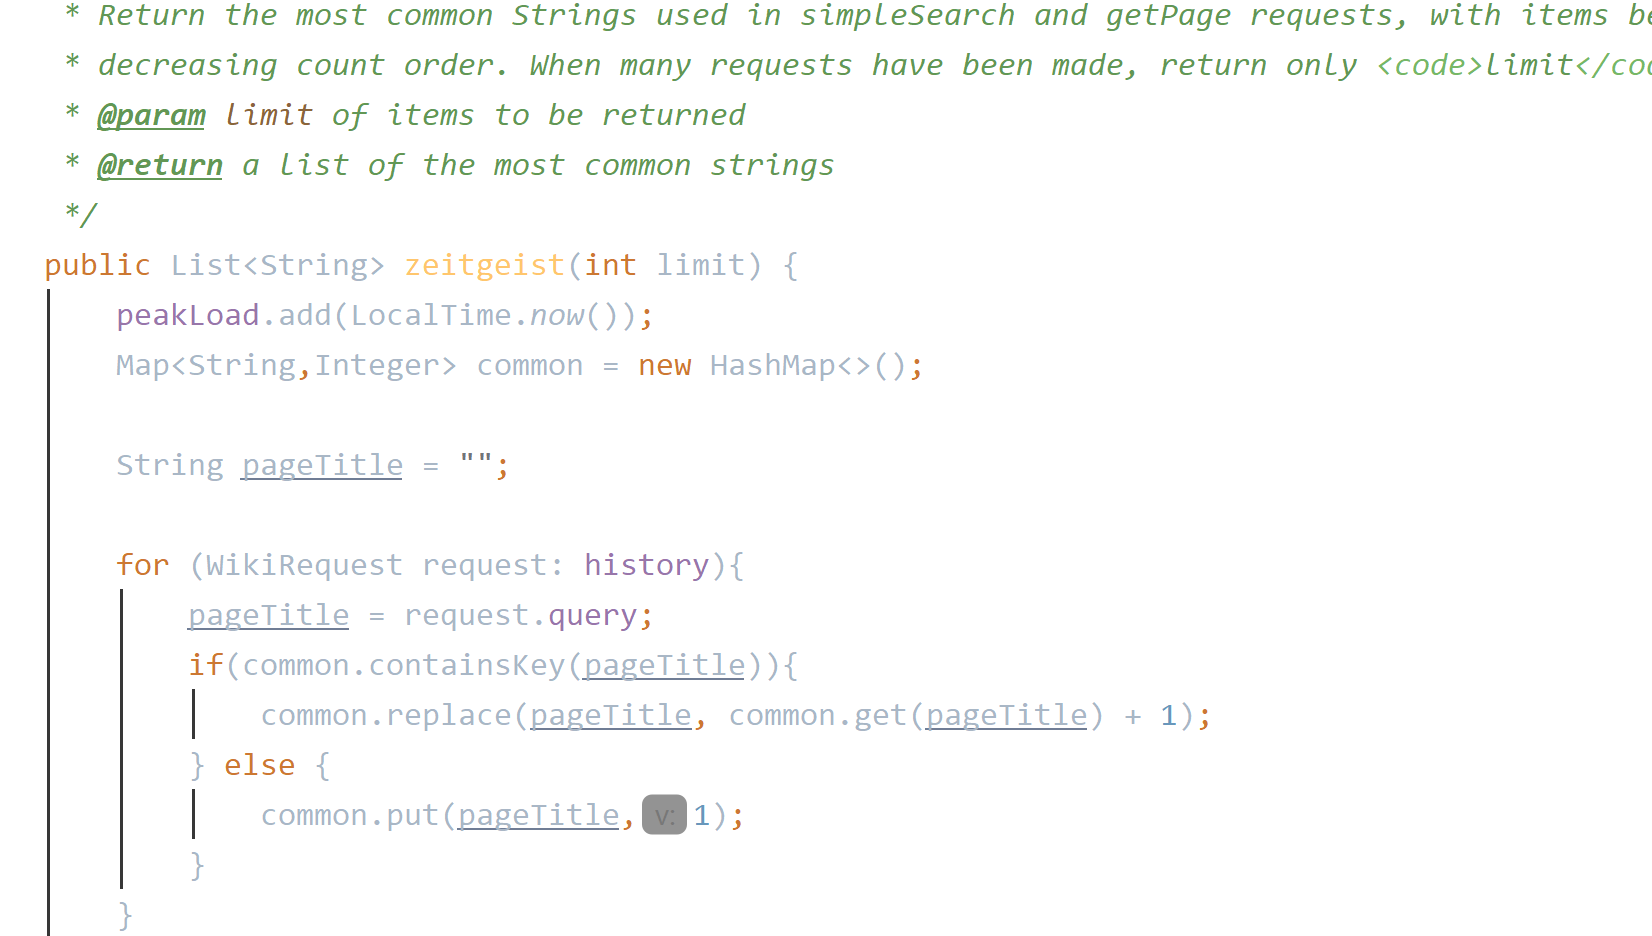 * Return the most common Strings used in simpleSearch and getPage requests, with items
* decreasing count order. When many requests have been made, return only <code>limit</
* @param limit of items to be returned
* @return a list of the most common strings
*/
public List<String> zeitgeist(int limit) {
peakLoad.add(LocalTime.now());
Map<String,Integer> common = new HashMap<>();
String pageTitle = "";
for (WikiRequest request: history){
pageTitle = request.query;
if(common.containsKey(pageTitle)){
common.replace(pageTitle, common.get(pageTitle) + 1);
} else {
common.put(pageTitle, v: 1);
}
}